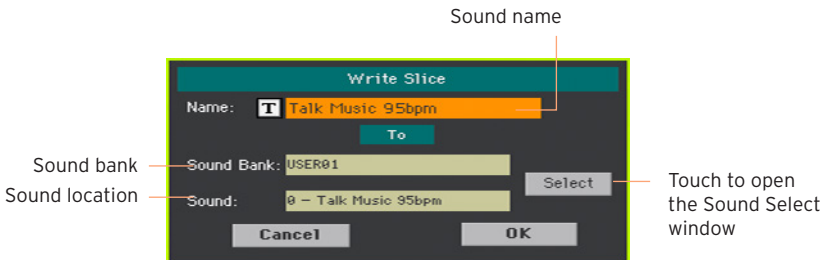 Sound name
Write Slice
Name: T Talk Music 95bpm
To
Sound bank
Sound Bank: USER01
Sound location
Sound: 0 - Talk Music 95bpm
Select
Touch to open
the Sound Select
window
Cancel OK